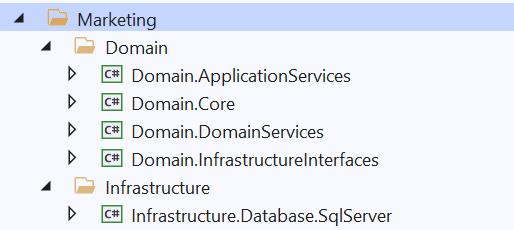 Marketing
Domain
C# Domain.ApplicationServices
C# Domain.Core
C# Domain.DomainServices
C# Domain.InfrastructureInterfaces
Infrastructure
C# Infrastructure.Database.SqlServer